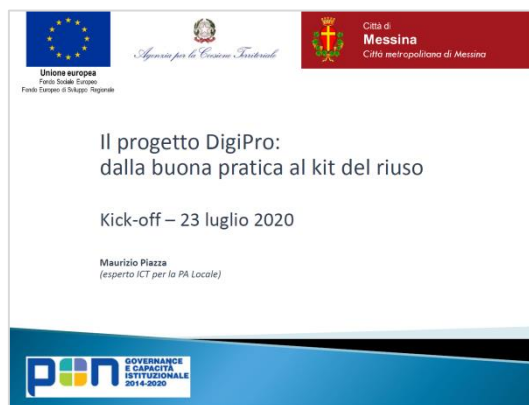 Unione europea
Fondo Sociale Europeo
Fondo Europeo di Sviluppo Regionale
Agenzia per la Coesione Territoriale
Città di
Messina
Città metropolitana di Messina
Il progetto DigiPro:
dalla buona pratica al kit del riuso
Kick-off – 23 luglio 2020
Maurizio Piazza
(esperto ICT per la PA Locale)
pon
GOVERNANCE
E CAPACITÀ
ISTITUZIONALE
2014-2020